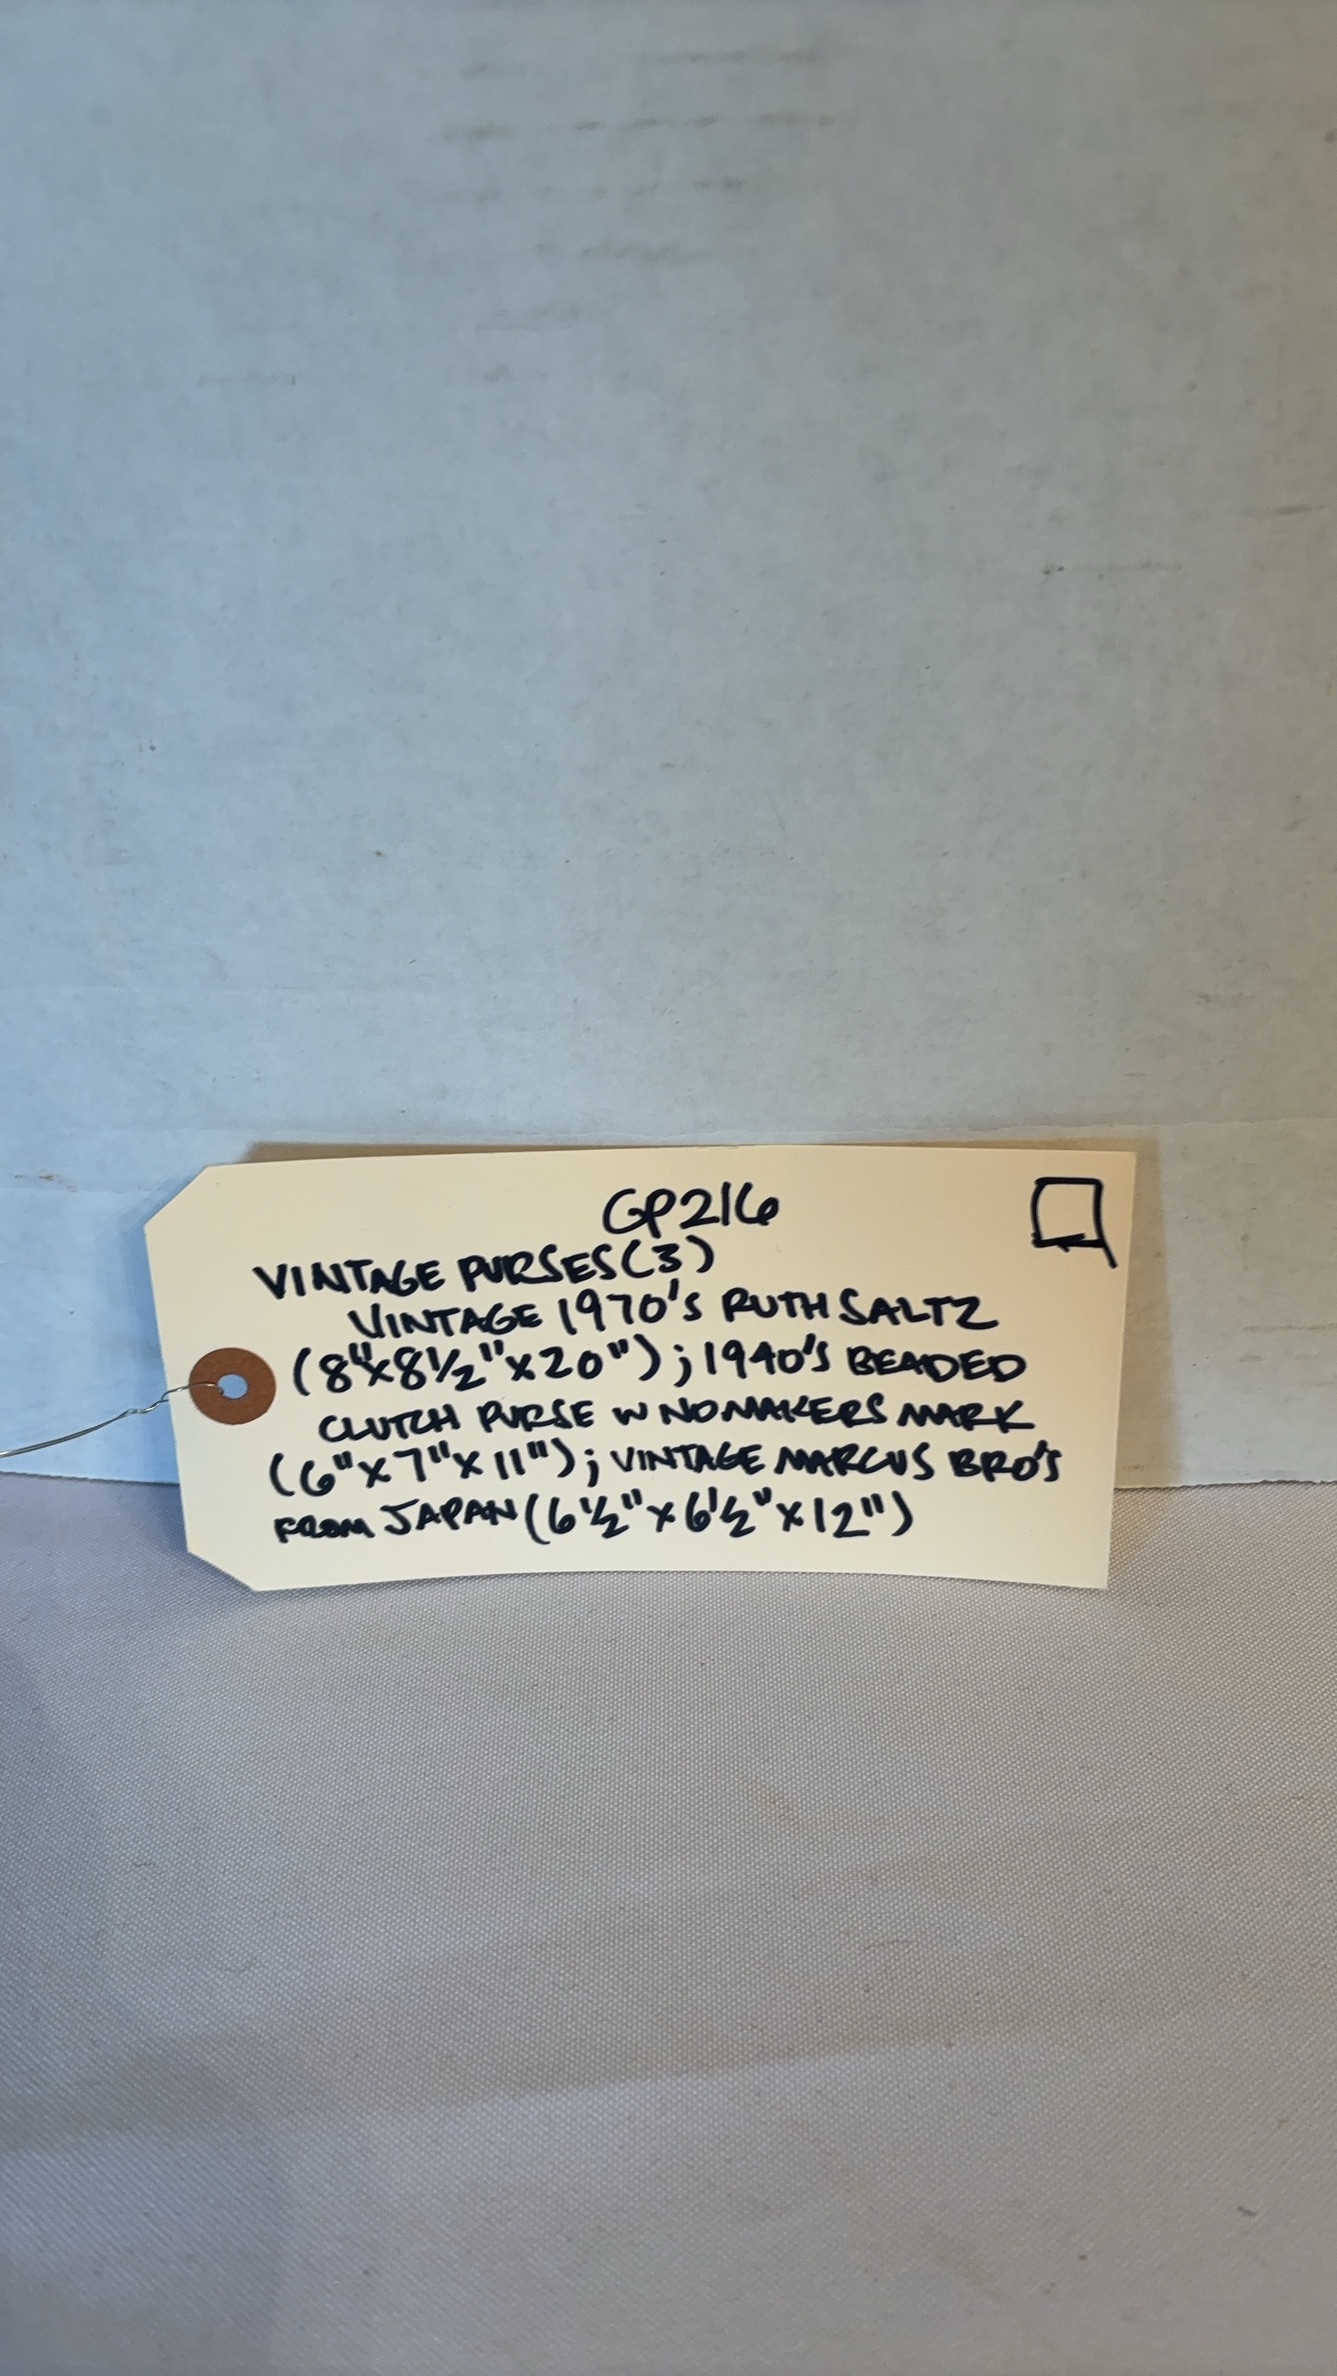 GP216
VINTAGE PURSES (3)
VINTAGE 1970's RUTH SALTZ
(8"x8½"x20"); 1940's BEADED
CLUTCH PURSE W NO MAKERS MARK
(6"x7"x11"); VINTAGE MARCUS BRO'S
FROM JAPAN (6½"x6½"x12")